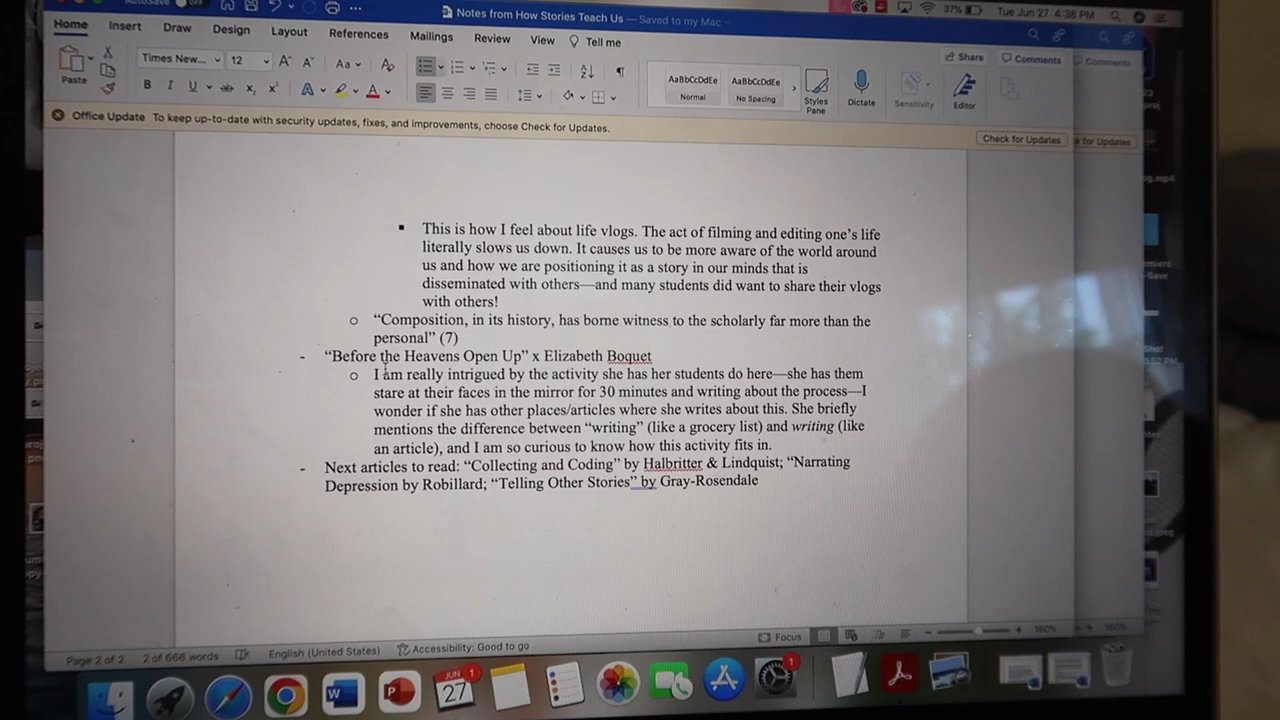 Notes from How Stories Teach Us — Saved to my Mac
37% Tue Jun 27 4:38 PM
Home Insert Draw Design Layout References Mailings Review View Tell me
Share Comments Comments
Paste
Times New... 12 Aa
B I U ab x x A A
AaBbCcDdEe AaBbCcDdEe
Normal No Spacing
Styles Pane Dictate Sensitivity Editor
Office Update To keep up-to-date with security updates, fixes, and improvements, choose Check for Updates.
Check for Updates k for Updates
▪ This is how I feel about life vlogs. The act of filming and editing one’s life
literally slows us down. It causes us to be more aware of the world around
us and how we are positioning it as a story in our minds that is
disseminated with others—and many students did want to share their vlogs
with others!
o “Composition, in its history, has borne witness to the scholarly far more than the
personal” (7)
- “Before the Heavens Open Up” x Elizabeth Boquet
o I am really intrigued by the activity she has her students do here—she has them
stare at their faces in the mirror for 30 minutes and writing about the process—I
wonder if she has other places/articles where she writes about this. She briefly
mentions the difference between “writing” (like a grocery list) and writing (like
an article), and I am so curious to know how this activity fits in.
- Next articles to read: “Collecting and Coding” by Halbritter & Lindquist; “Narrating
Depression by Robillard; “Telling Other Stories” by Gray-Rosendale
Page 2 of 2 2 of 666 words English (United States) Accessibility: Good to go
Focus 160% 160%
JUN
27
1
1
W
P